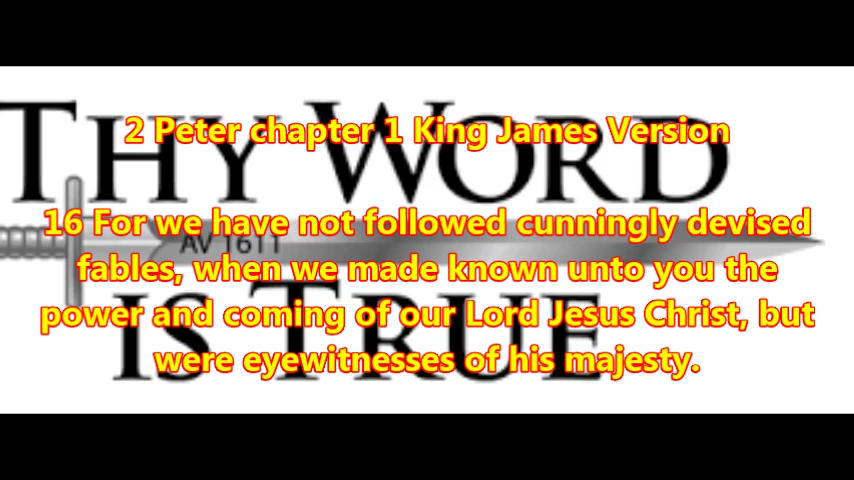 THY WORD
2 Peter chapter 1 King James Version
16 For we have not followed cunningly devised
AV 1611
fables, when we made known unto you the
power and coming of our Lord Jesus Christ, but
IS TRUE
were eyewitnesses of his majesty.